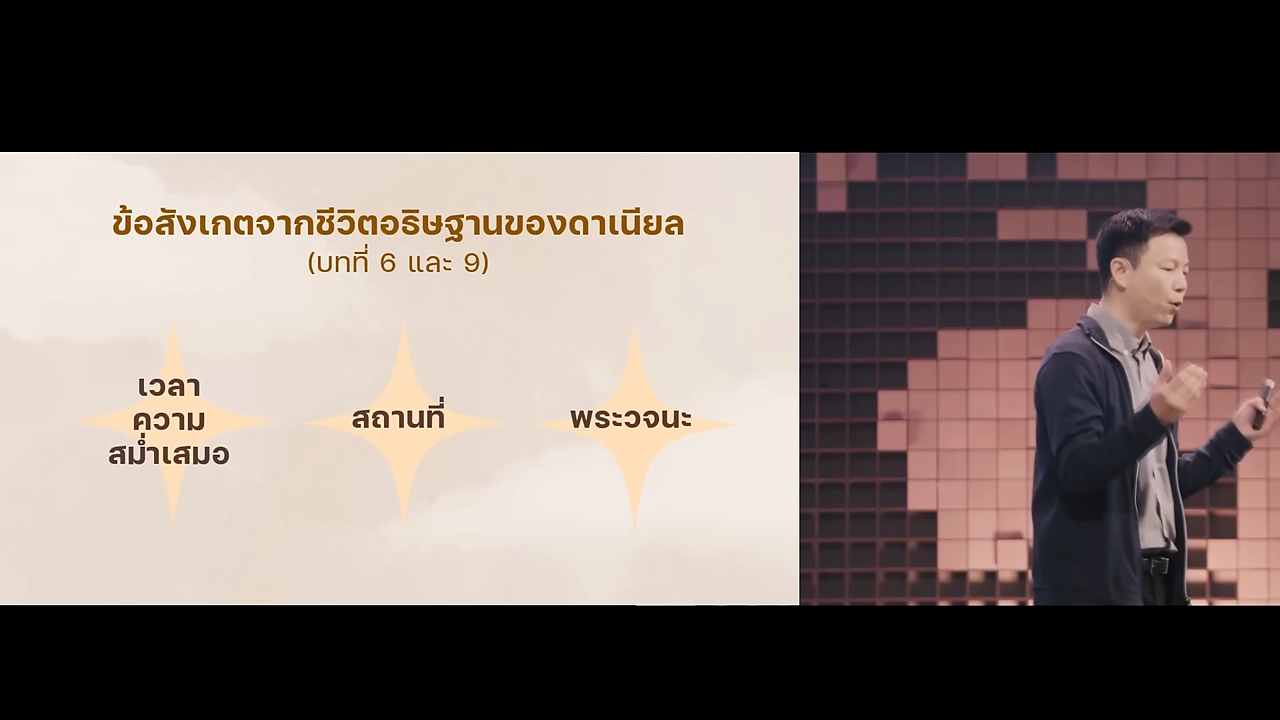 ข้อสังเกตจากชีวิตอธิษฐานของดาเนียล
(บทที่ 6 และ 9)
เวลา
ความ
สม่ำเสมอ
สถานที่
พระวจนะ